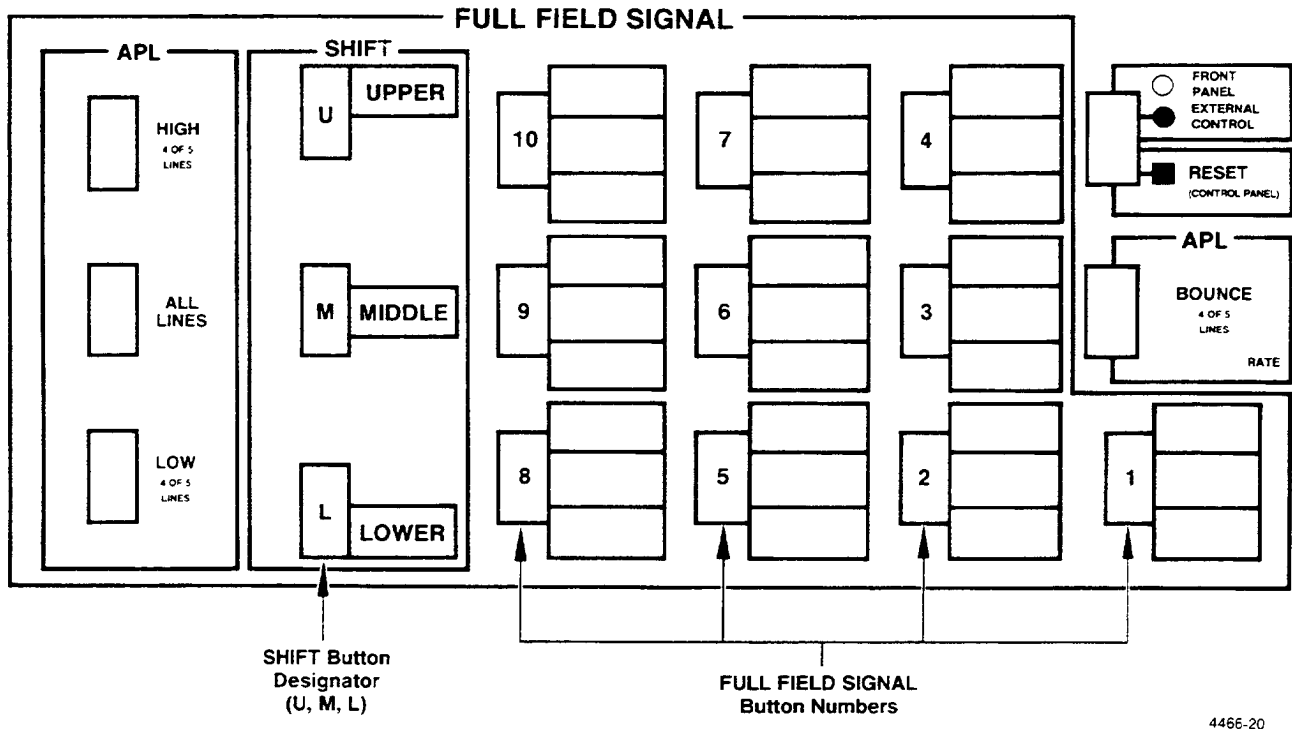 FULL FIELD SIGNAL
APL
HIGH
4 OF 5
LINES
ALL
LINES
LOW
4 OF 5
LINES
SHIFT
U
UPPER
M
MIDDLE
L
LOWER
10
9
8
7
6
5
4
3
2
FRONT
PANEL
EXTERNAL
CONTROL
RESET
(CONTROL PANEL)
APL
BOUNCE
4 OF 5
LINES
RATE
1
SHIFT Button
Designator
(U, M, L)
FULL FIELD SIGNAL
Button Numbers
4466-20